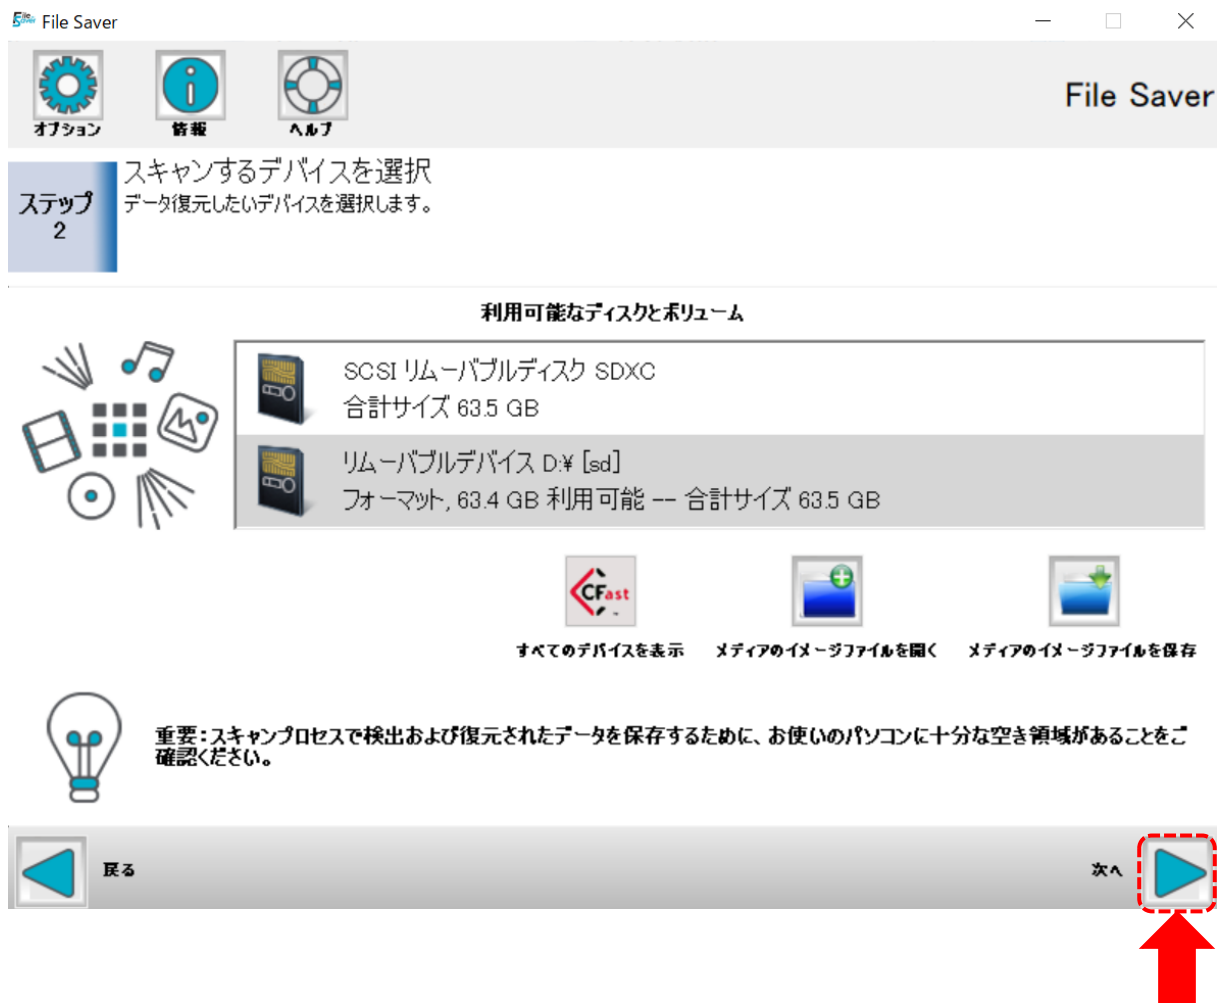 File Saver
File Saver
オプション
情報
ヘルプ
File Saver
ステップ
2
スキャンするデバイスを選択
データ復元したいデバイスを選択します。
利用可能なディスクとボリューム
SCSI リムーバブルディスク SDXC
合計サイズ 63.5 GB
リムーバブルデバイス D:¥ [sd]
フォーマット, 63.4 GB 利用可能 -- 合計サイズ 63.5 GB
CFast
すべてのデバイスを表示
メディアのイメージファイルを開く
メディアのイメージファイルを保存
重要：スキャンプロセスで検出および復元されたデータを保存するために、お使いのパソコンに十分な空き領域があることをご
確認ください。
戻る
次へ